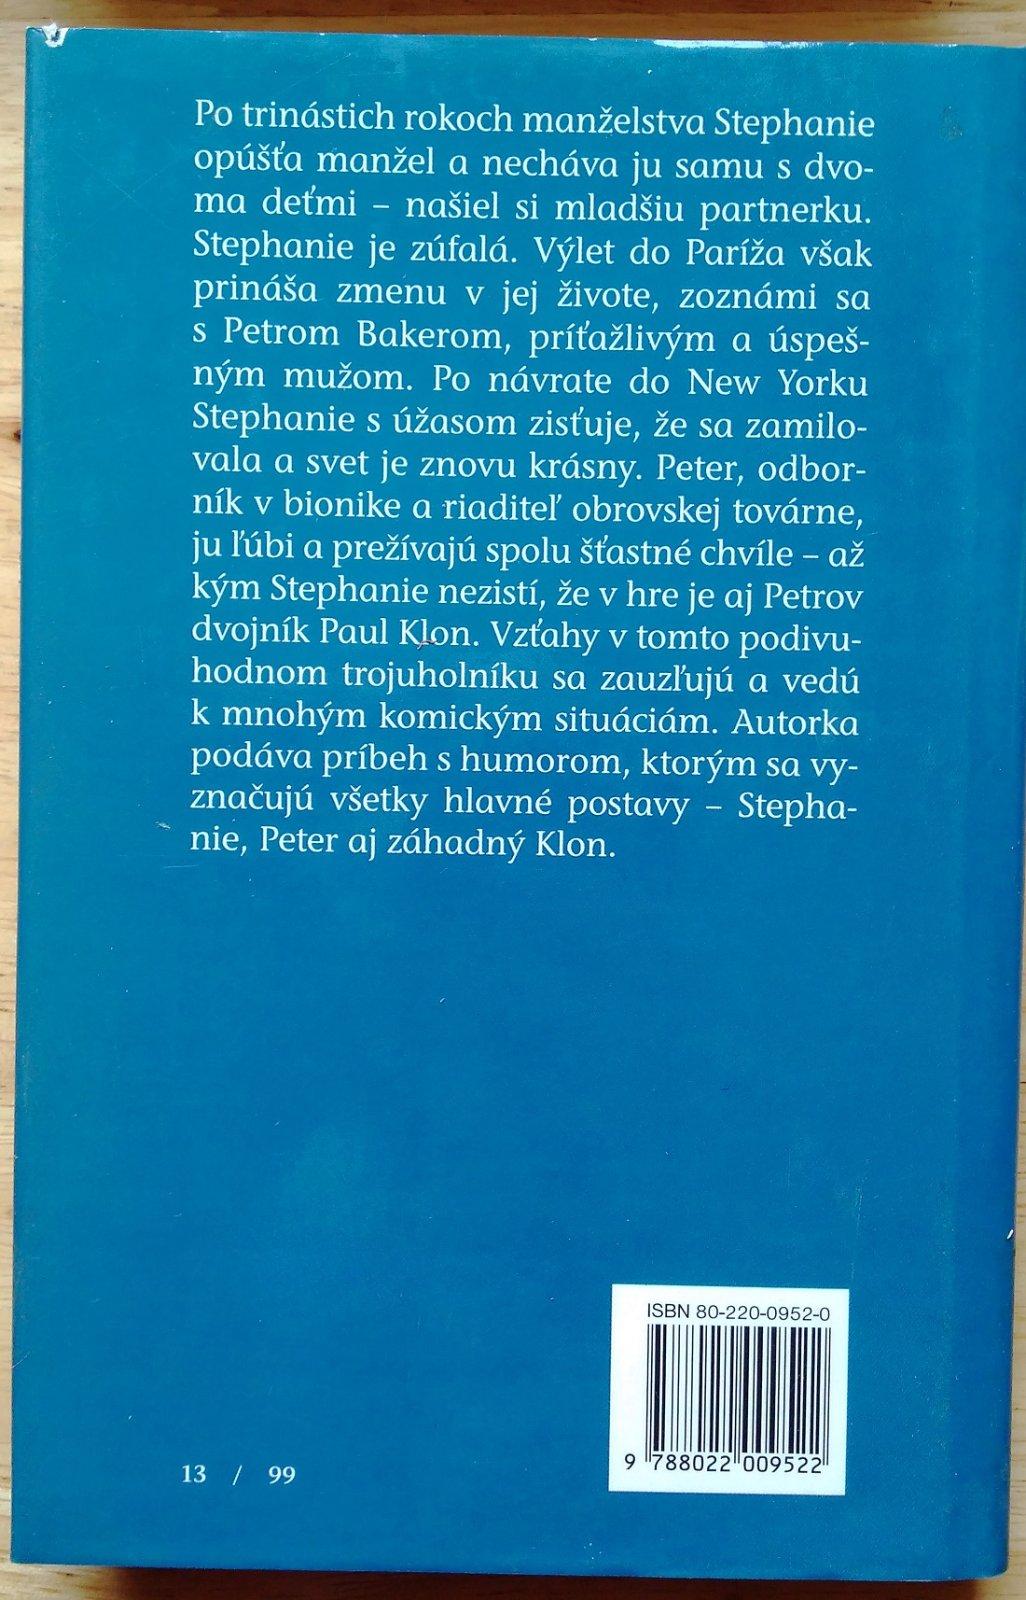 Po trinástich rokoch manželstva Stephanie
opúšťa manžel a necháva ju samu s dvo-
ma deťmi – našiel si mladšiu partnerku.
Stephanie je zúfalá. Výlet do Paríža však
prináša zmenu v jej živote, zoznámi sa
s Petrom Bakerom, príťažlivým a úspeš-
ným mužom. Po návrate do New Yorku
Stephanie s úžasom zisťuje, že sa zamilo-
vala a svet je znovu krásny. Peter, odbor-
ník v bionike a riaditeľ obrovskej továrne,
ju ľúbi a prežívajú spolu šťastné chvíle – až
kým Stephanie nezistí, že v hre je aj Petrov
dvojník Paul Klon. Vzťahy v tomto podivu-
hodnom trojuholníku sa zauzľujú a vedú
k mnohým komickým situáciám. Autorka
podáva príbeh s humorom, ktorým sa vy-
značujú všetky hlavné postavy – Stepha-
nie, Peter aj záhadný Klon.
ISBN 80-220-0952-0
9 788022 009522
13 / 99